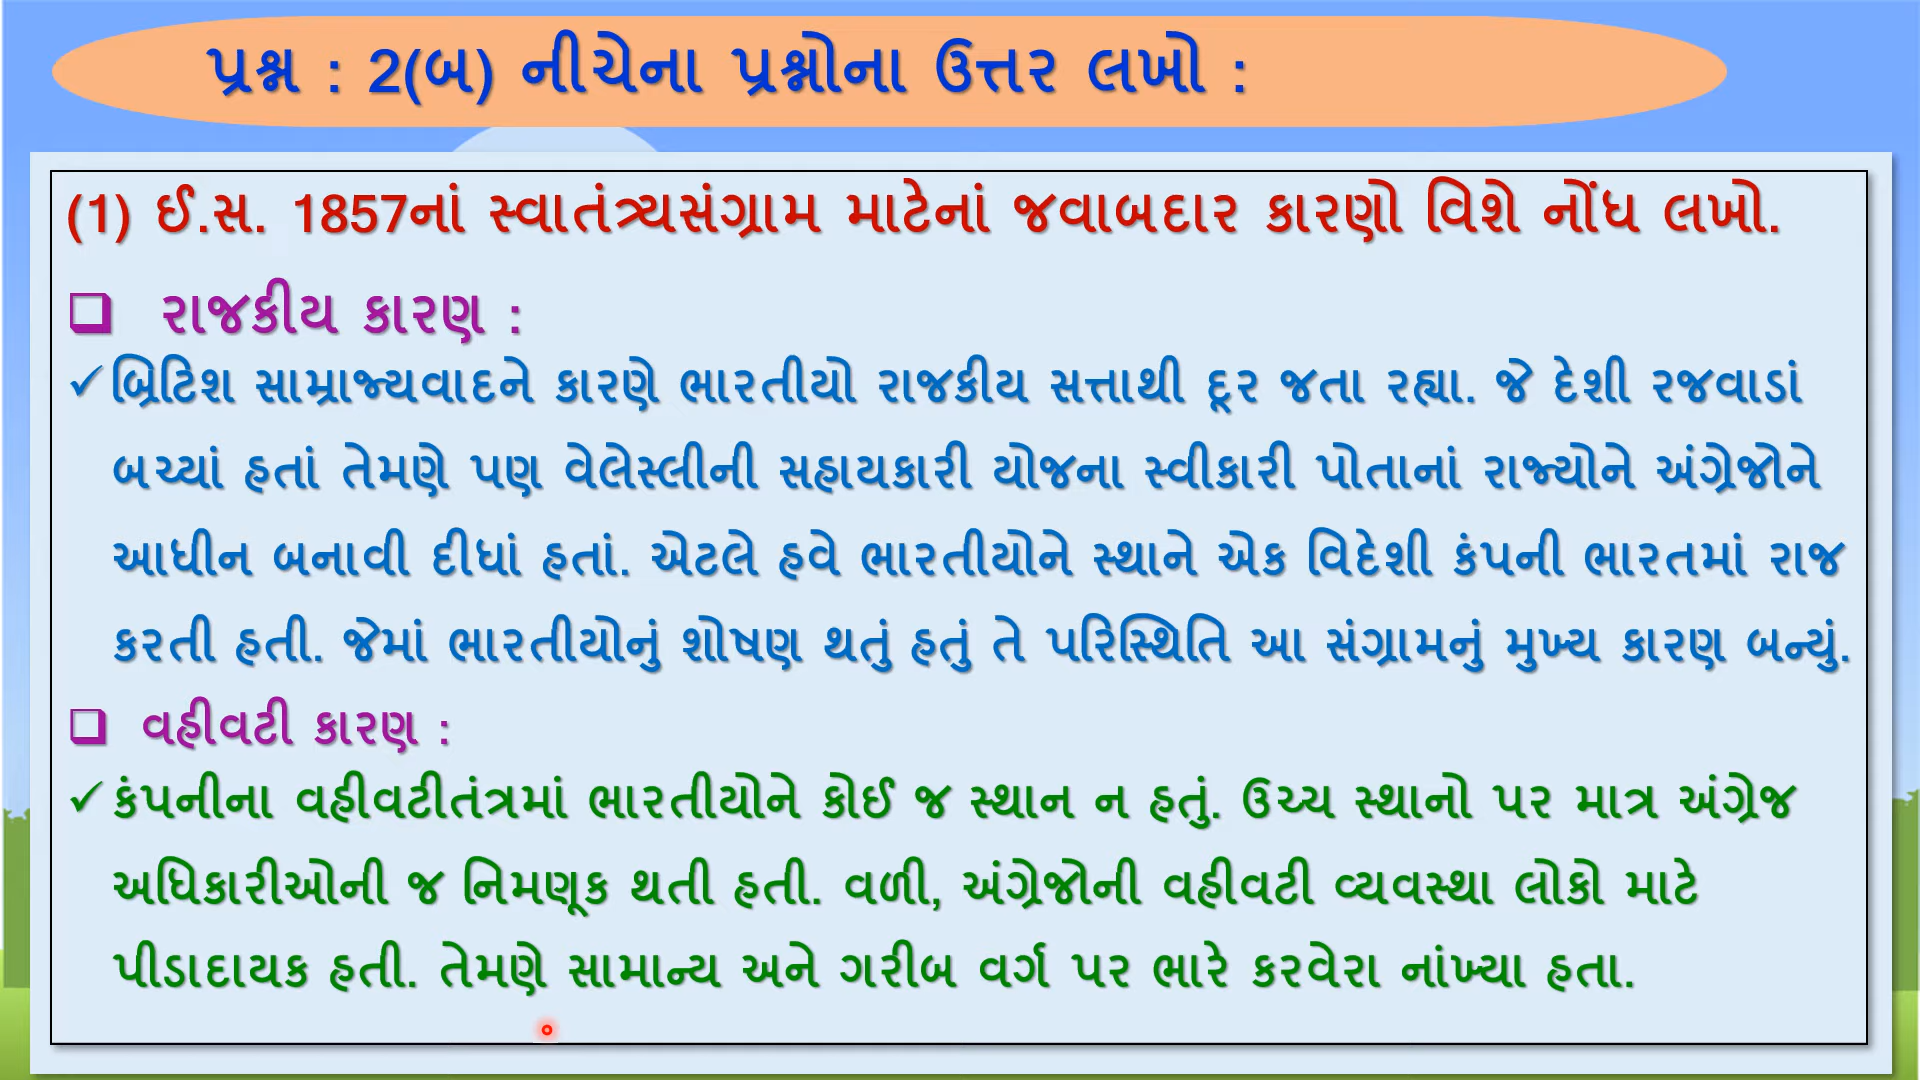 પ્રશ્ન : 2(બ) નીચેના પ્રશ્નોના ઉત્તર લખો :
(1) ઈ.સ. 1857નાં સ્વાતંત્ર્યસંગ્રામ માટેનાં જવાબદાર કારણો વિશે નોંધ લખો.
રાજકીય કારણ :
બ્રિટિશ સામ્રાજ્યવાદને કારણે ભારતીયો રાજકીય સત્તાથી દૂર જતા રહ્યા. જે દેશી રજવાડાં
બચ્યાં હતાં તેમણે પણ વેલેસ્લીની સહાયકારી યોજના સ્વીકારી પોતાનાં રાજ્યોને અંગ્રેજોને
આધીન બનાવી દીધાં હતાં. એટલે હવે ભારતીયોને સ્થાને એક વિદેશી કંપની ભારતમાં રાજ
કરતી હતી. જેમાં ભારતીયોનું શોષણ થતું હતું તે પરિસ્થિતિ આ સંગ્રામનું મુખ્ય કારણ બન્યું.
વહીવટી કારણ :
કંપનીના વહીવટીતંત્રમાં ભારતીયોને કોઈ જ સ્થાન ન હતું. ઉચ્ચ સ્થાનો પર માત્ર અંગ્રેજ
અધિકારીઓની જ નિમણૂક થતી હતી. વળી, અંગ્રેજોની વહીવટી વ્યવસ્થા લોકો માટે
પીડાદાયક હતી. તેમણે સામાન્ય અને ગરીબ વર્ગ પર ભારે કરવેરા નાંખ્યા હતા.